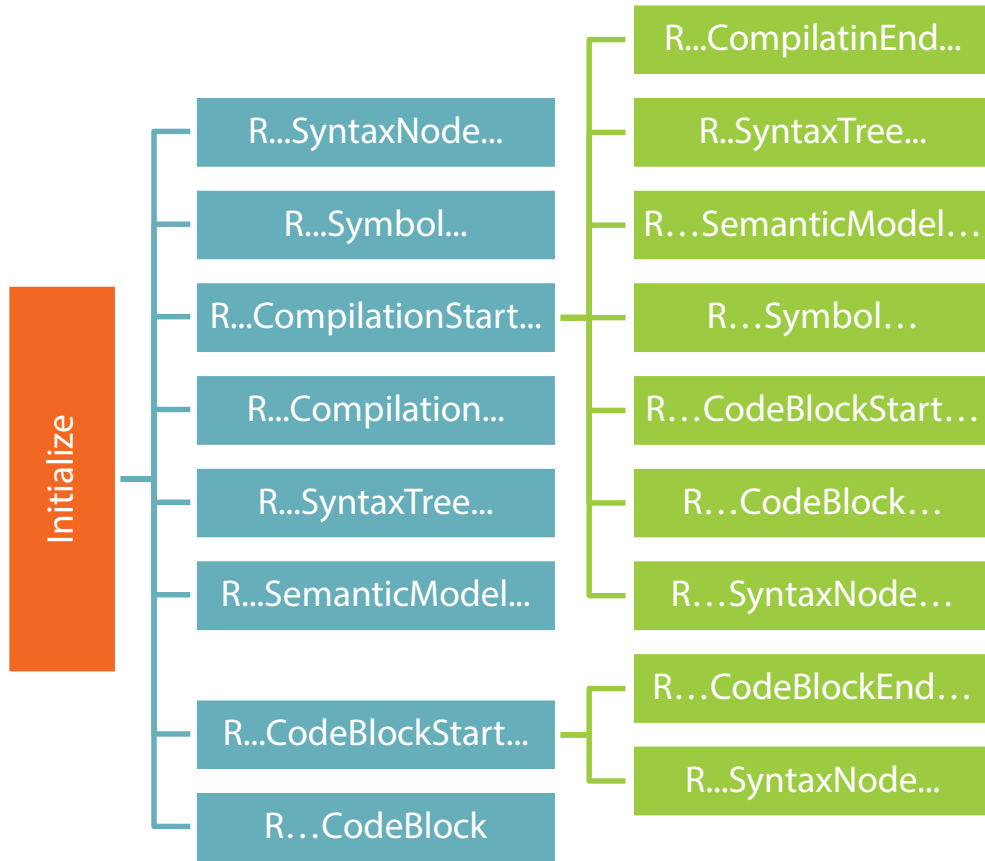 Initialize
R...SyntaxNode...
R...Symbol...
R...CompilationStart...
R...Compilation...
R...SyntaxTree...
R...SemanticModel...
R...CodeBlockStart...
R…CodeBlock
R...CompilatinEnd...
R..SyntaxTree...
R…SemanticModel…
R…Symbol…
R…CodeBlockStart…
R…CodeBlock…
R…SyntaxNode…
R…CodeBlockEnd…
R...SyntaxNode...